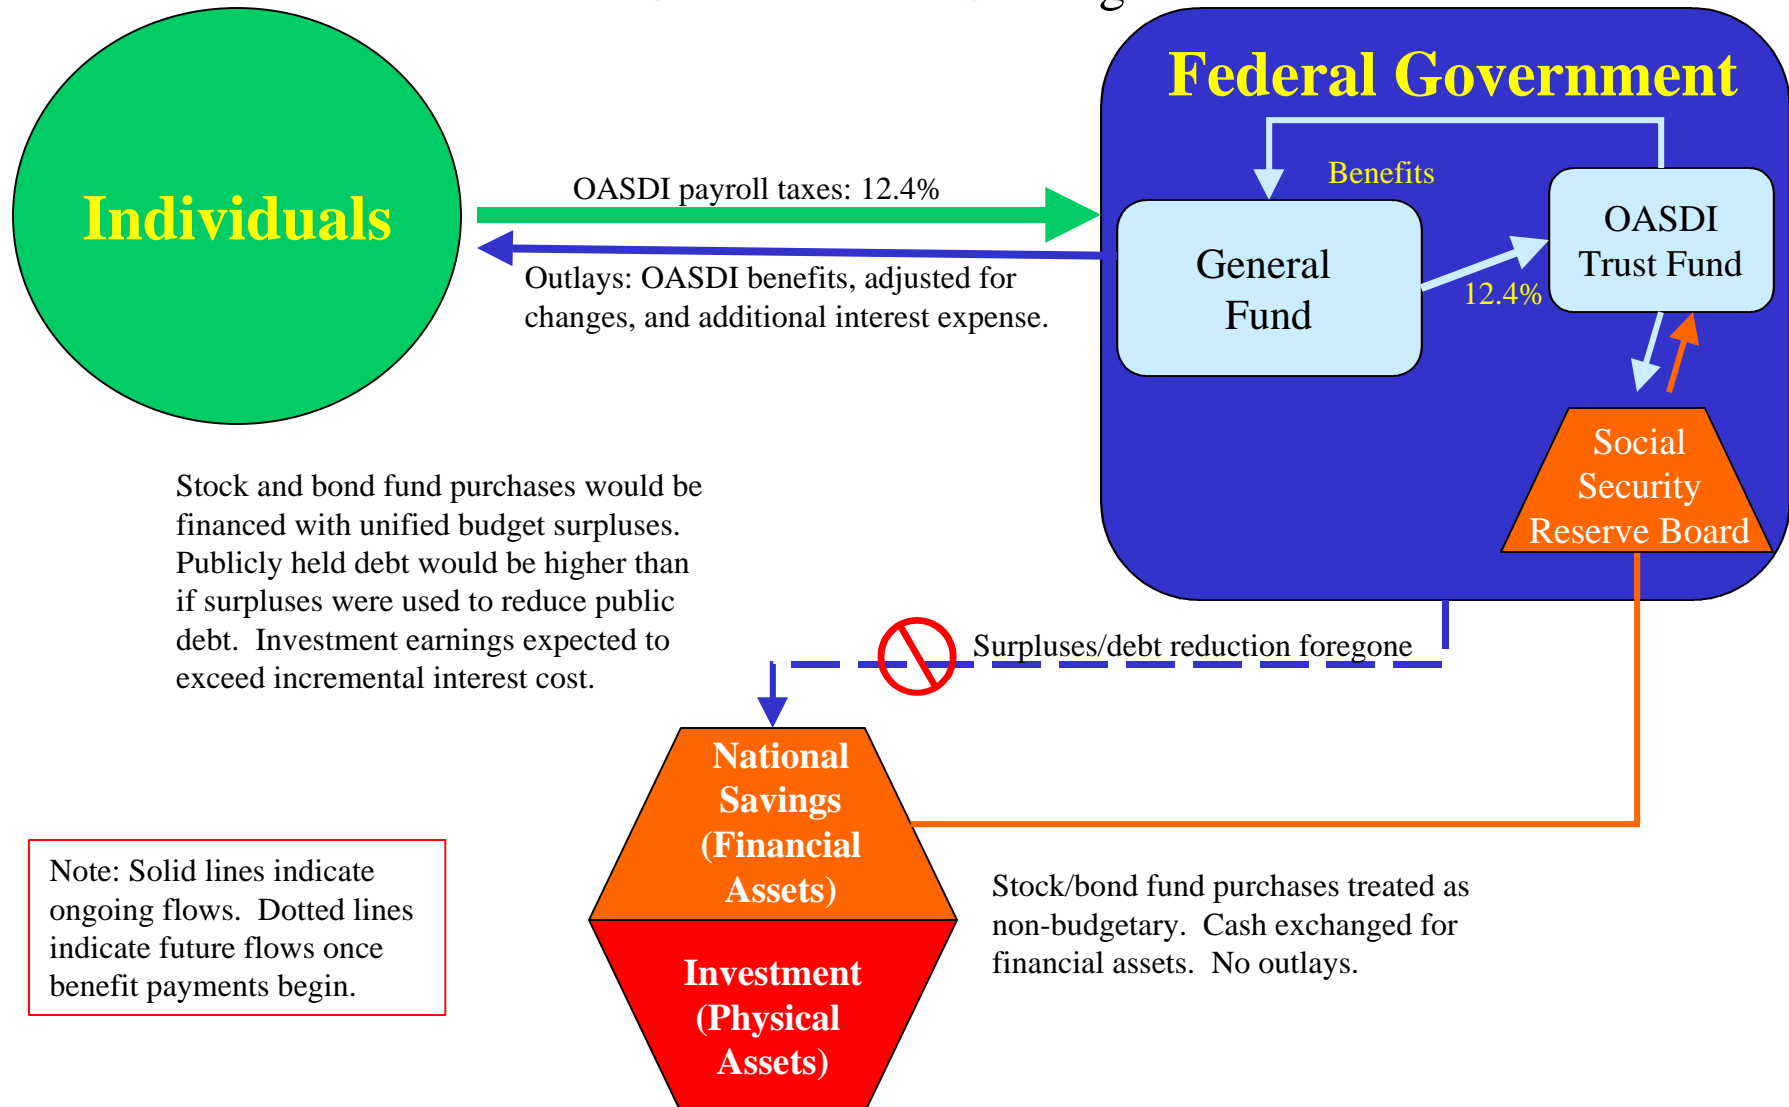 Federal Government
Individuals
OASDI payroll taxes: 12.4%
Benefits
OASDI
Trust Fund
General
Fund
12.4%
Outlays: OASDI benefits, adjusted for
changes, and additional interest expense.
Social
Security
Reserve Board
Stock and bond fund purchases would be
financed with unified budget surpluses.
Publicly held debt would be higher than
if surpluses were used to reduce public
debt.  Investment earnings expected to
exceed incremental interest cost.
Surpluses/debt reduction foregone
National
Savings
(Financial
Assets)
Note: Solid lines indicate
ongoing flows.  Dotted lines
indicate future flows once
benefit payments begin.
Stock/bond fund purchases treated as
non-budgetary.  Cash exchanged for
financial assets.  No outlays.
Investment
(Physical
Assets)